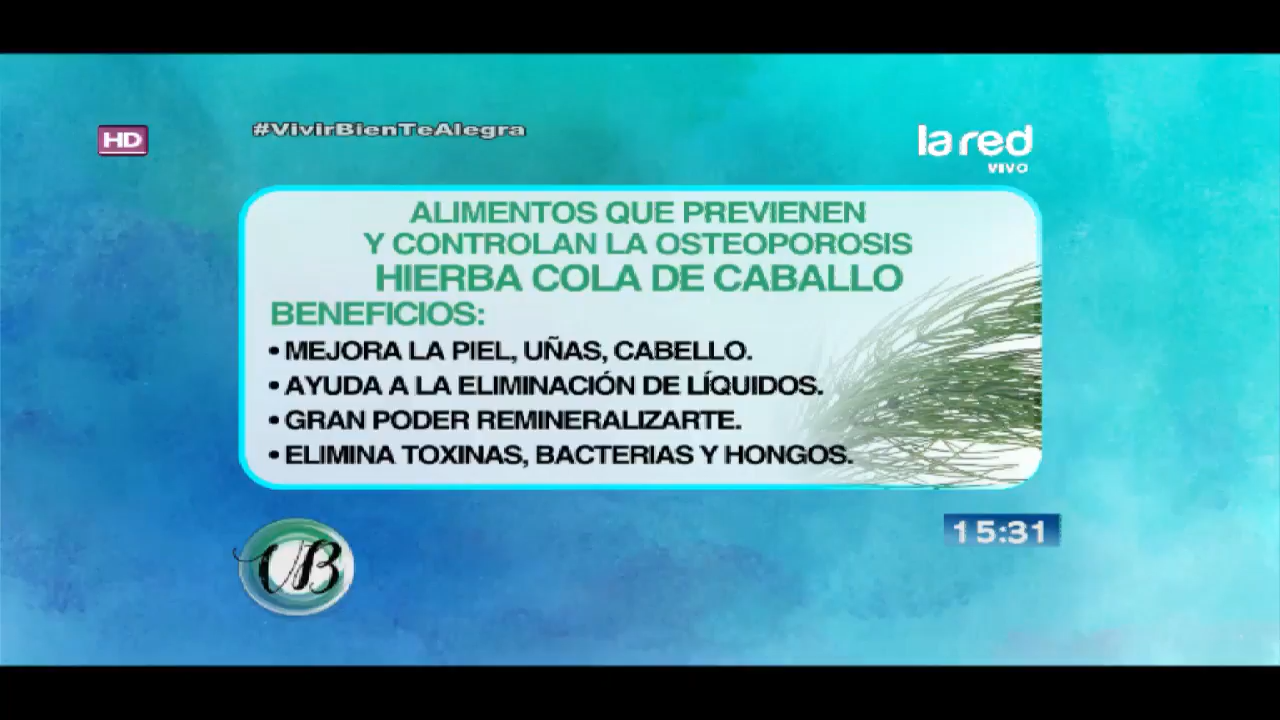 HD
#VivirBienTeAlegra
la red
VIVO
ALIMENTOS QUE PREVIENEN
Y CONTROLAN LA OSTEOPOROSIS
HIERBA COLA DE CABALLO
BENEFICIOS:
• MEJORA LA PIEL, UÑAS, CABELLO.
• AYUDA A LA ELIMINACIÓN DE LÍQUIDOS.
• GRAN PODER REMINERALIZARTE.
• ELIMINA TOXINAS, BACTERIAS Y HONGOS.
15:31
VB